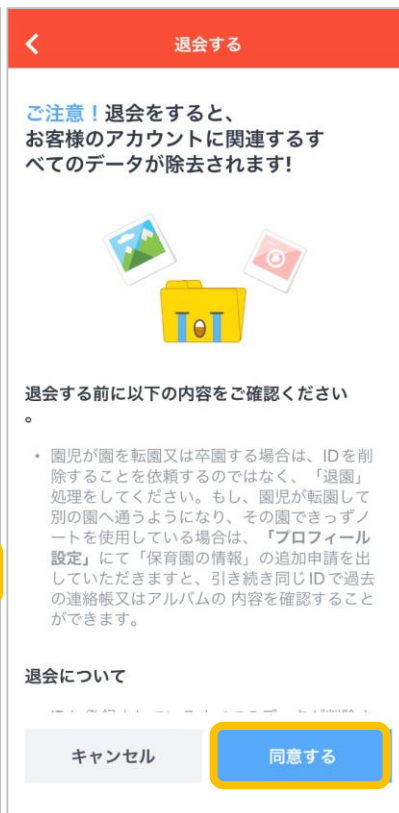 退会する
ご注意！退会をすると、
お客様のアカウントに関連するす
べてのデータが除去されます!
退会する前に以下の内容をご確認ください
。
• 園児が園を転園又は卒園する場合は、IDを削
除することを依頼するのではなく、「退園」
処理をしてください。もし、園児が転園して
別の園へ通うようになり、その園できっずノ
ートを使用している場合は、「プロフィール
設定」にて「保育園の情報」の追加申請を出
していただきますと、引き続き同じIDで過去
の連絡帳又はアルバムの 内容を確認すること
ができます。
退会について
キャンセル
同意する